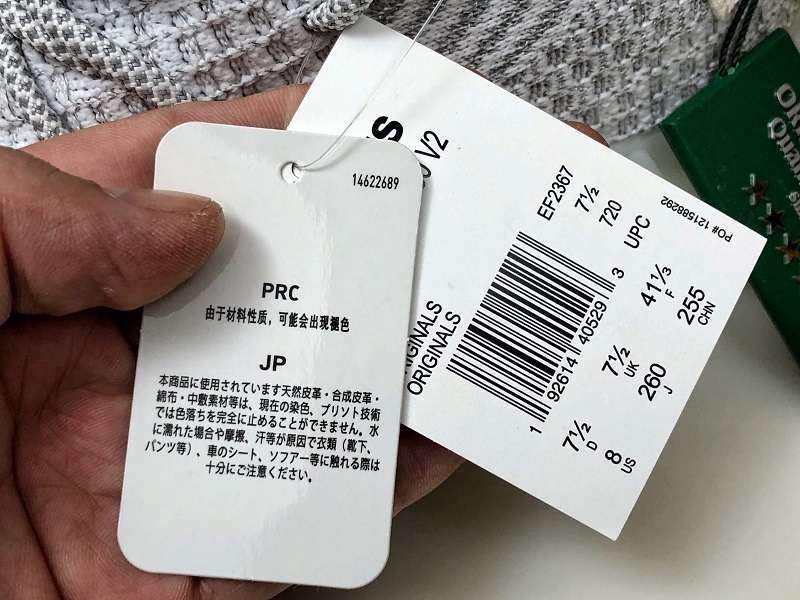 14622689
PRC
由于材料性质，可能会出现褪色
JP
本商品に使用されています天然皮革・合成皮革・
綿布・中敷素材等は、現在の染色、プリント技術
では色落ちを完全に止めることができません。水
に濡れた場合や摩擦、汗等が原因で衣類（靴下、
パンツ等）、車のシート、ソフアー等に触れる際は
十分にご注意ください。
V2
ORIGINALS
EF2367
7½
720
UPC
PO# 121588292
1 92614 40529 3
41⅓
F
255
CHN
7½
UK
260
J
7½
D
8
US